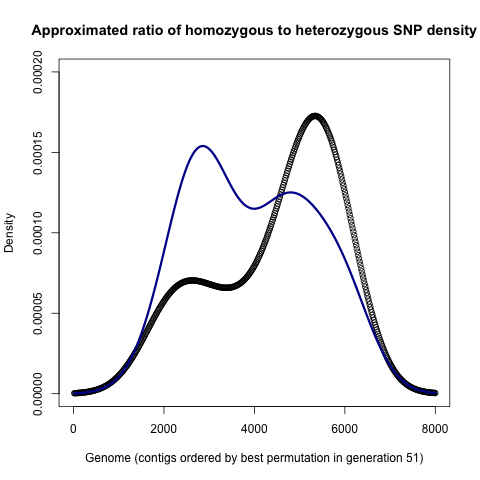 Approximated ratio of homozygous to heterozygous SNP density
0.00020
0.00015
0.00010
0.00005
0.00000
Density
0 2000 4000 6000 8000
Genome (contigs ordered by best permutation in generation 51)